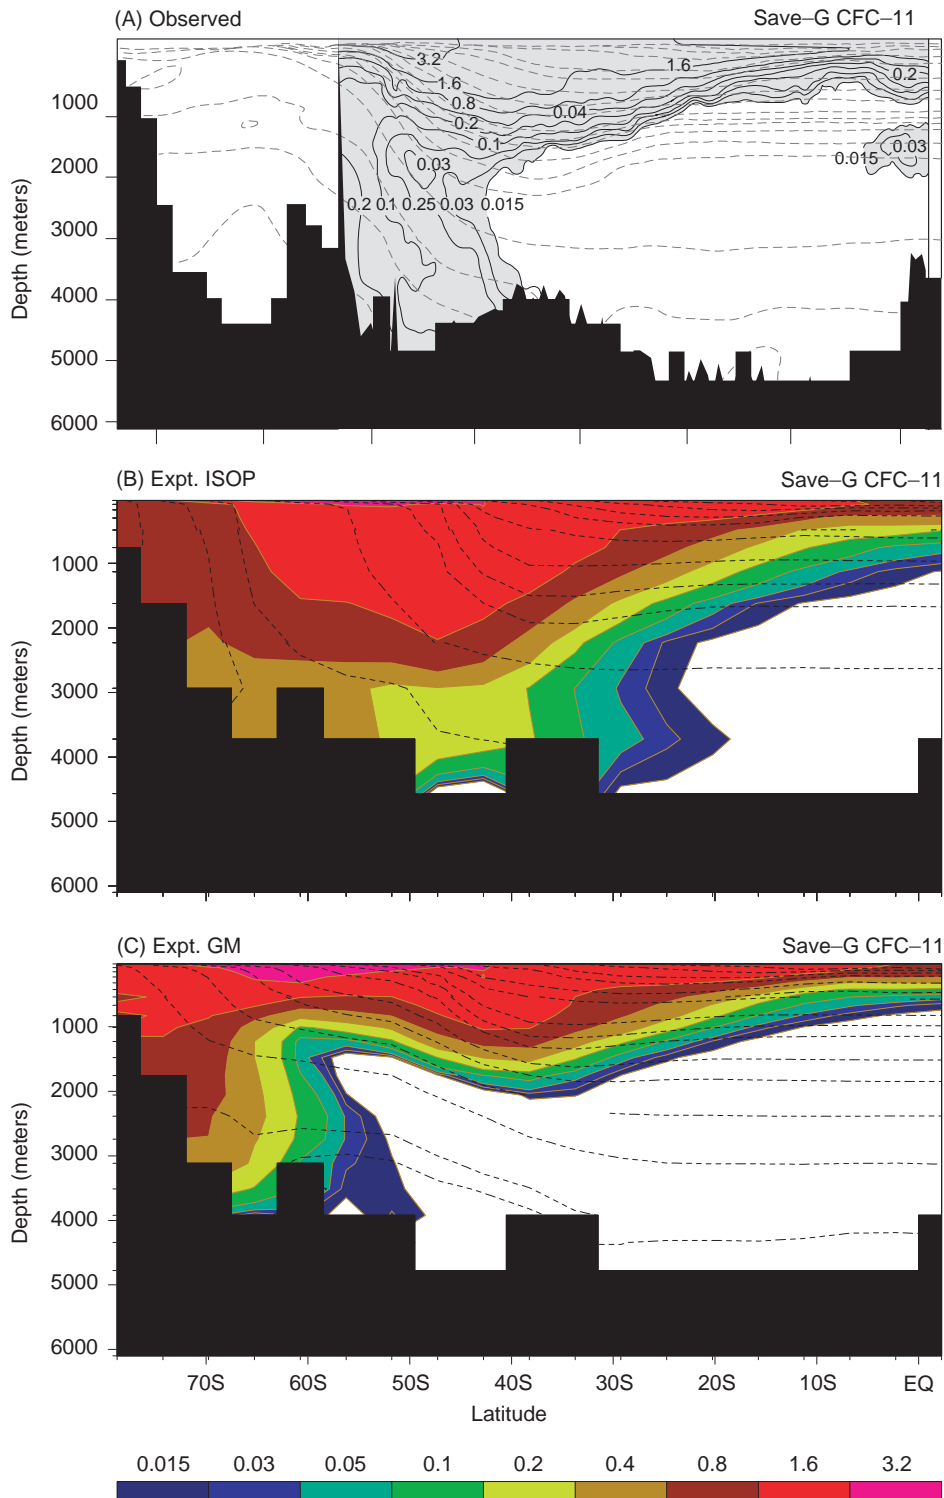 (A) Observed Save–G CFC–11
3.2
1.6
1.6
0.2
0.8
0.04
0.2
0.1
0.03
0.03
0.015
0.2 0.1 0.25 0.03 0.015
Depth (meters)
1000
2000
3000
4000
5000
6000
(B) Expt. ISOP Save–G CFC–11
Depth (meters)
1000
2000
3000
4000
5000
6000
(C) Expt. GM Save–G CFC–11
Depth (meters)
1000
2000
3000
4000
5000
6000
70S 60S 50S 40S 30S 20S 10S EQ
Latitude
0.015 0.03 0.05 0.1 0.2 0.4 0.8 1.6 3.2